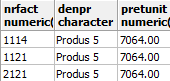 nrfact denpr pretunit
numeric( character numeric(
1114 Produs 5 7064.00
1121 Produs 5 7064.00
2121 Produs 5 7064.00